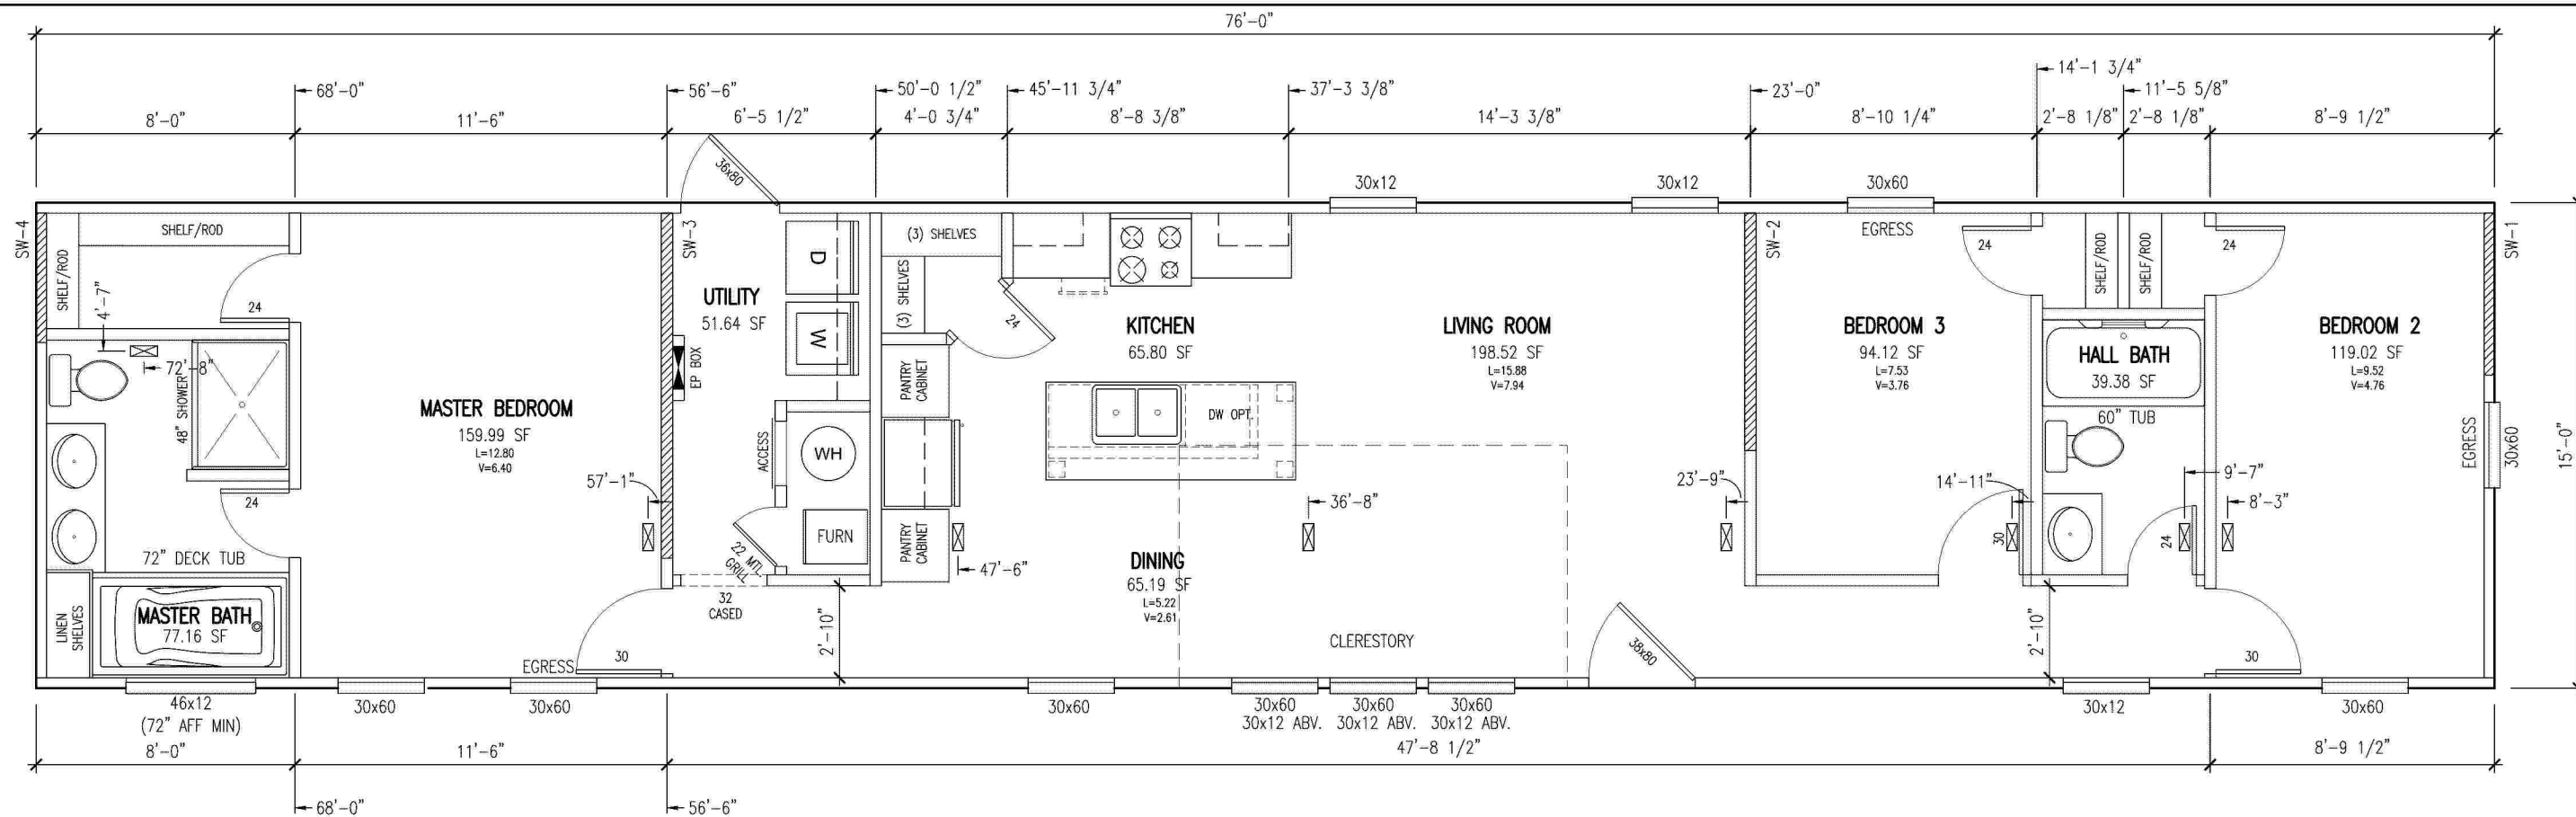 76'-0"
68'-0"
56'-6"
50'-0 1/2"
45'-11 3/4"
37'-3 3/8"
23'-0"
14'-1 3/4"
11'-5 5/8"
8'-0"
11'-6"
6'-5 1/2"
4'-0 3/4"
8'-8 3/8"
14'-3 3/8"
8'-10 1/4"
2'-8 1/8"
2'-8 1/8"
8'-9 1/2"
36x80
30x12
30x12
30x60
SW-4
SHELF/ROD
SHELF/ROD
SW-3
(3) SHELVES
(3) SHELVES
SW-2
EGRESS
24
SHELF/ROD
SHELF/ROD
24
SW-1
15'-0"
4'-7"
24
D
UTILITY
51.64 SF
W
EP BOX
24
KITCHEN
65.80 SF
LIVING ROOM
198.52 SF
L=15.88
V=7.94
BEDROOM 3
94.12 SF
L=7.53
V=3.76
HALL BATH
39.38 SF
60" TUB
BEDROOM 2
119.02 SF
L=9.52
V=4.76
72'-8"
48" SHOWER
MASTER BEDROOM
159.99 SF
L=12.80
V=6.40
PANTRY
CABINET
DW OPT.
ACCESS
WH
EGRESS
30x60
57'-1"
24
36'-8"
23'-9"
14'-11"
9'-7"
8'-3"
30
24
72" DECK TUB
22 MTL.
GRILL
FURN
PANTRY
CABINET
47'-6"
DINING
65.19 SF
L=5.22
V=2.61
LINEN
SHELVES
MASTER BATH
77.16 SF
32
CASED
2'-10"
CLERESTORY
38x80
2'-10"
EGRESS
30
30
46x12
(72" AFF MIN)
30x60
30x60
30x60
30x60
30x12 ABV.
30x60
30x12 ABV.
30x60
30x12 ABV.
30x12
30x60
8'-0"
11'-6"
47'-8 1/2"
8'-9 1/2"
68'-0"
56'-6"